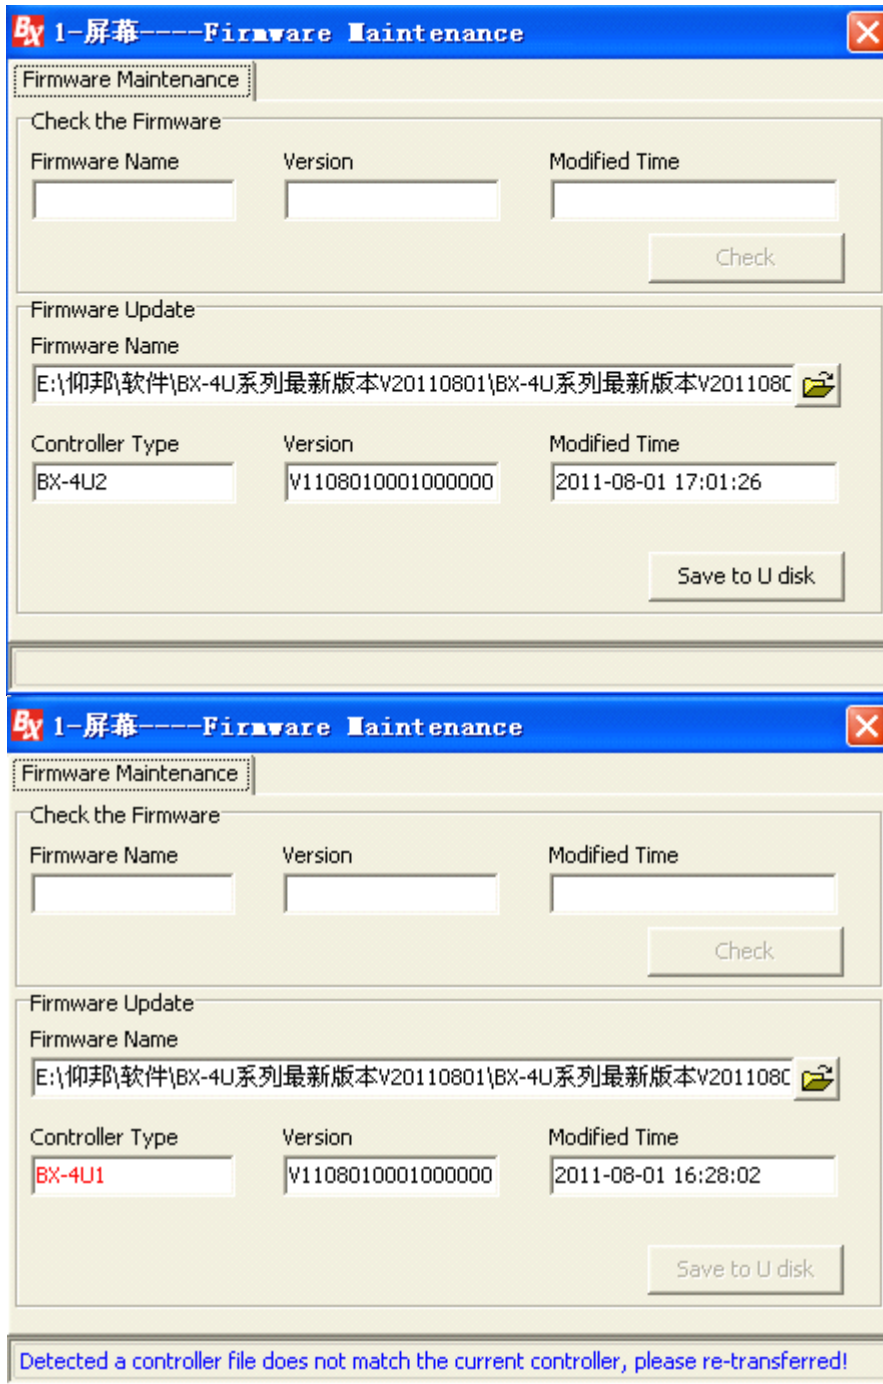 BX 1-屏幕----Firmware Maintenance
Firmware Maintenance
Check the Firmware
Firmware Name Version Modified Time
Check
Firmware Update
Firmware Name
E:\仰邦\软件\BX-4U系列最新版本V20110801\BX-4U系列最新版本V2011080
Controller Type Version Modified Time
BX-4U2 V1108010001000000 2011-08-01 17:01:26
Save to U disk
BX 1-屏幕----Firmware Maintenance
Firmware Maintenance
Check the Firmware
Firmware Name Version Modified Time
Check
Firmware Update
Firmware Name
E:\仰邦\软件\BX-4U系列最新版本V20110801\BX-4U系列最新版本V2011080
Controller Type Version Modified Time
BX-4U1 V1108010001000000 2011-08-01 16:28:02
Save to U disk
Detected a controller file does not match the current controller, please re-transferred!